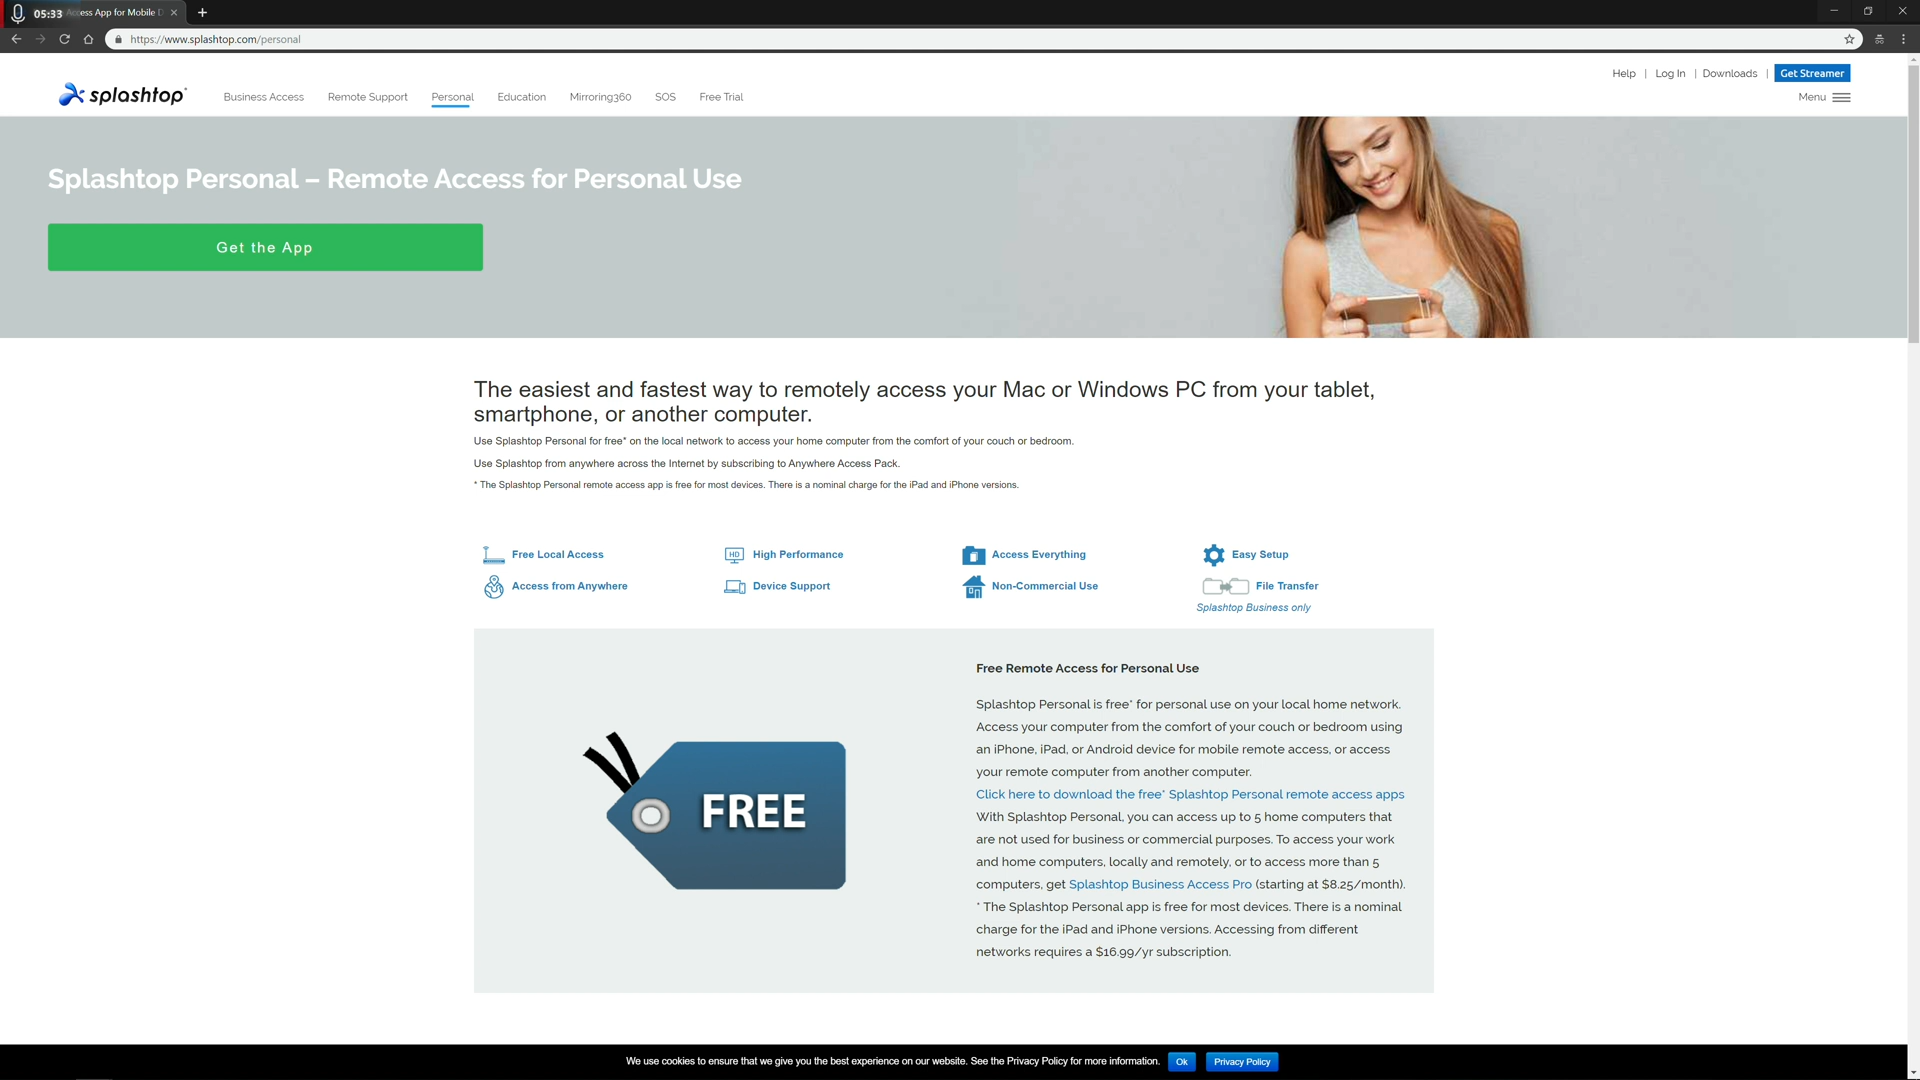 05:33 cess App for Mobile D
https://www.splashtop.com/personal
Help | Log In | Downloads | Get Streamer
splashtop Business Access Remote Support Personal Education Mirroring360 SOS Free Trial Menu
Splashtop Personal – Remote Access for Personal Use
Get the App
The easiest and fastest way to remotely access your Mac or Windows PC from your tablet,
smartphone, or another computer.
Use Splashtop Personal for free* on the local network to access your home computer from the comfort of your couch or bedroom.
Use Splashtop from anywhere across the Internet by subscribing to Anywhere Access Pack.
* The Splashtop Personal remote access app is free for most devices. There is a nominal charge for the iPad and iPhone versions.
Free Local Access HD High Performance Access Everything Easy Setup
Access from Anywhere Device Support Non-Commercial Use File Transfer
Splashtop Business only
Free Remote Access for Personal Use
Splashtop Personal is free* for personal use on your local home network.
Access your computer from the comfort of your couch or bedroom using
an iPhone, iPad, or Android device for mobile remote access, or access
your remote computer from another computer.
Click here to download the free* Splashtop Personal remote access apps
With Splashtop Personal, you can access up to 5 home computers that
are not used for business or commercial purposes. To access your work
and home computers, locally and remotely, or to access more than 5
computers, get Splashtop Business Access Pro (starting at $8.25/month).
* The Splashtop Personal app is free for most devices. There is a nominal
charge for the iPad and iPhone versions. Accessing from different
networks requires a $16.99/yr subscription.
FREE
We use cookies to ensure that we give you the best experience on our website. See the Privacy Policy for more information. Ok Privacy Policy